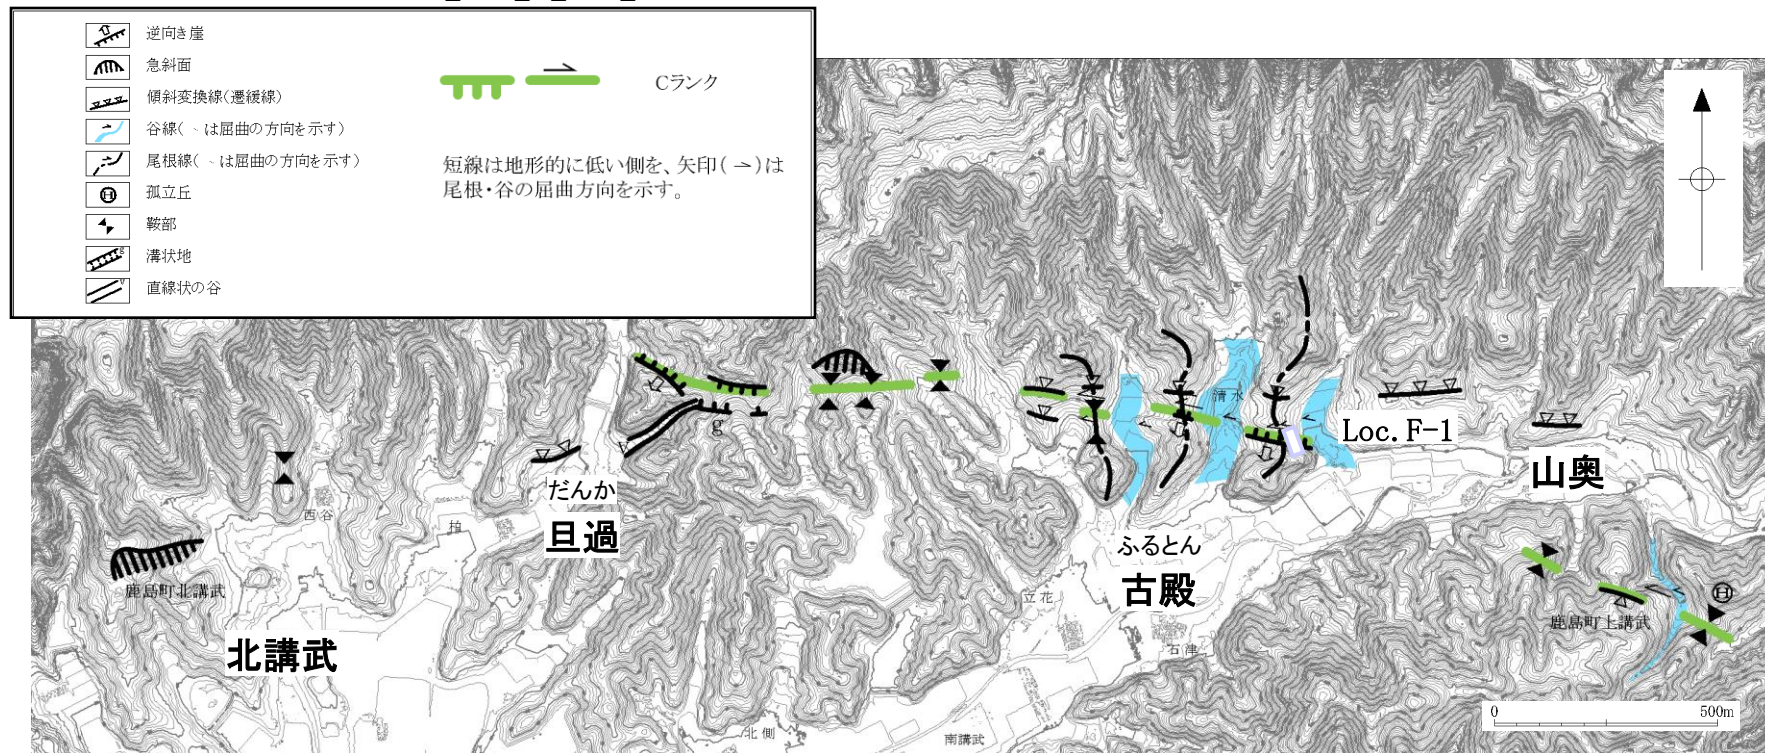 逆向き崖
急斜面
傾斜変換線(遷緩線)
谷線( は屈曲の方向を示す)
尾根線( は屈曲の方向を示す)
孤立丘
鞍部
溝状地
直線状の谷
Cランク
短線は地形的に低い側を、矢印(⇀)は
尾根・谷の屈曲方向を示す。
g
V
H
g
V
清水
Loc. F-1
山奥
だんか
旦過
西谷
柏
ふるとん
古殿
鹿島町北講武
北講武
立花
石津
H
鹿島町上講武
北側
南講武
0 500m